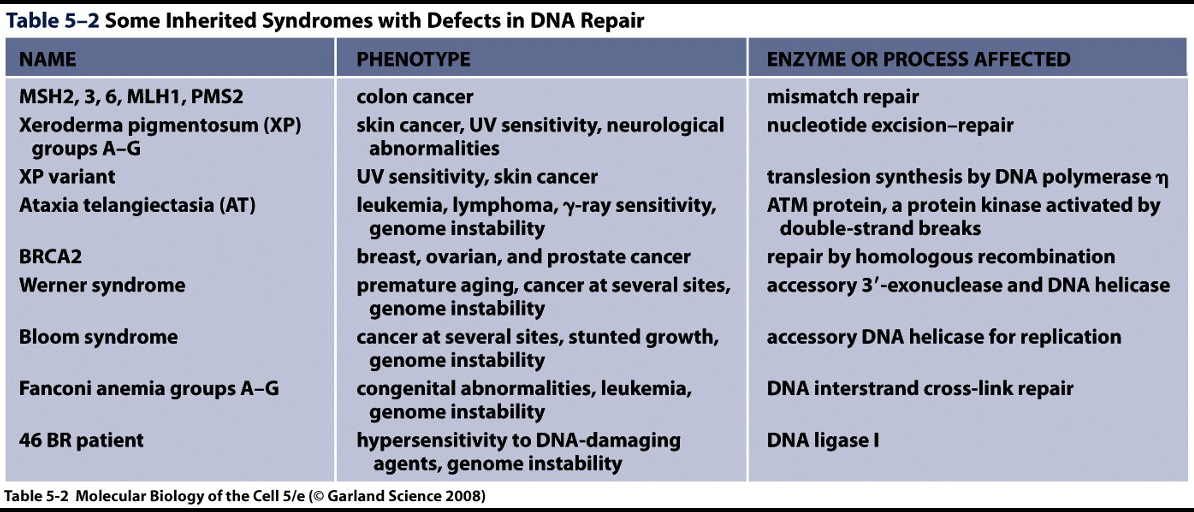 Table 5–2 Some Inherited Syndromes with Defects in DNA Repair
NAME PHENOTYPE ENZYME OR PROCESS AFFECTED
MSH2, 3, 6, MLH1, PMS2 colon cancer mismatch repair
Xeroderma pigmentosum (XP) skin cancer, UV sensitivity, neurological nucleotide excision–repair
groups A–G abnormalities
XP variant UV sensitivity, skin cancer translesion synthesis by DNA polymerase η
Ataxia telangiectasia (AT) leukemia, lymphoma, γ-ray sensitivity, ATM protein, a protein kinase activated by
genome instability double-strand breaks
BRCA2 breast, ovarian, and prostate cancer repair by homologous recombination
Werner syndrome premature aging, cancer at several sites, accessory 3′-exonuclease and DNA helicase
genome instability
Bloom syndrome cancer at several sites, stunted growth, accessory DNA helicase for replication
genome instability
Fanconi anemia groups A–G congenital abnormalities, leukemia, DNA interstrand cross-link repair
genome instability
46 BR patient hypersensitivity to DNA-damaging DNA ligase I
agents, genome instability
Table 5-2 Molecular Biology of the Cell 5/e (© Garland Science 2008)